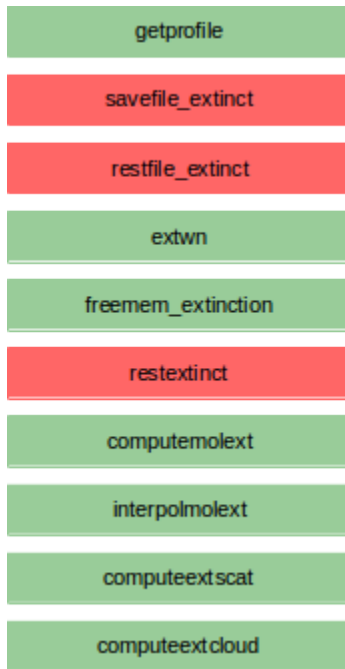 getprofile
savefile_extinct
restfile_extinct
extwn
freemem_extinction
restextinct
computemolext
interpolmolext
computeextscat
computeextcloud